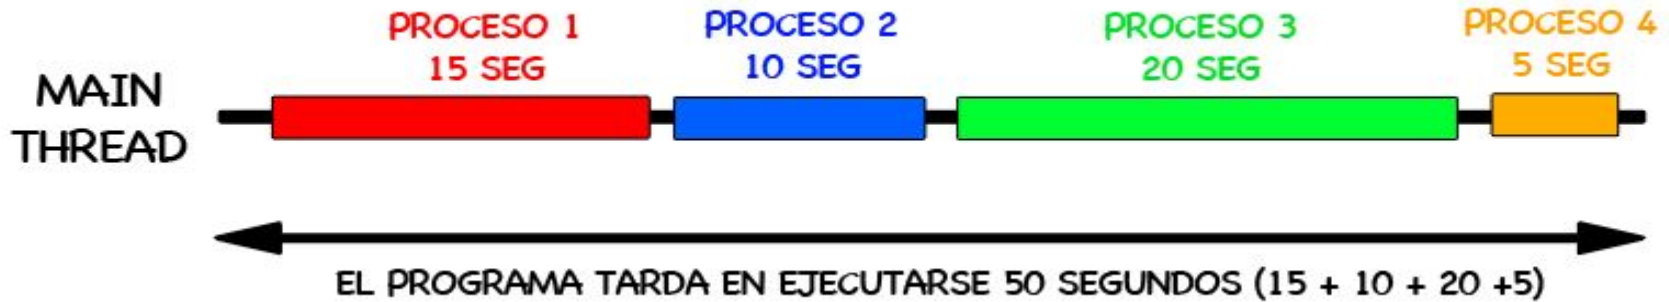 PROCESO 1
15 SEG
PROCESO 2
10 SEG
PROCESO 3
20 SEG
PROCESO 4
5 SEG
MAIN
THREAD
EL PROGRAMA TARDA EN EJECUTARSE 50 SEGUNDOS (15 + 10 + 20 +5)